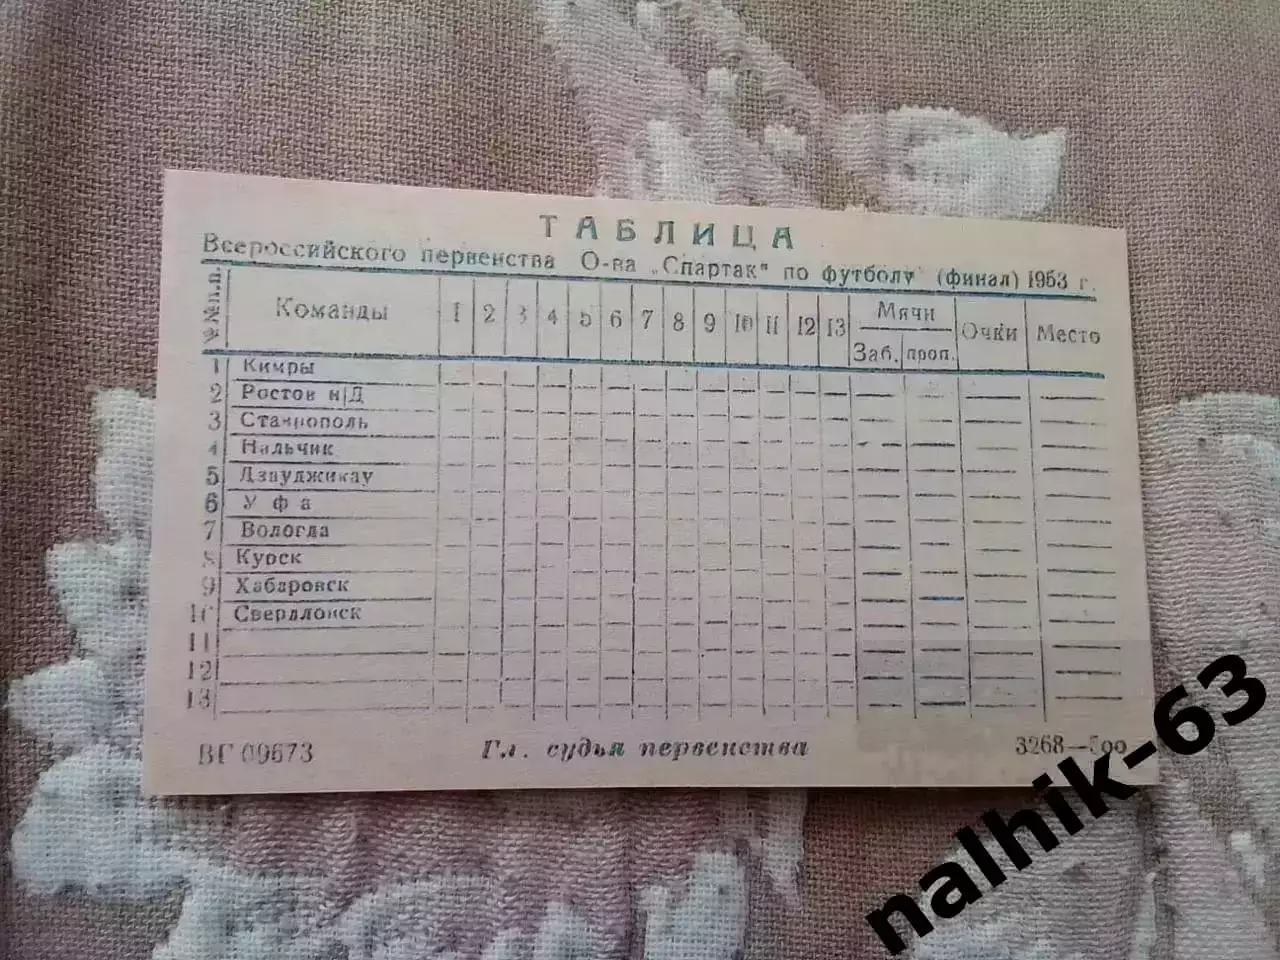 ТАБЛИЦА
Всероссийского первенства О-ва „Спартак" по футболу (финал) 1953 г.
№№ п.п. Команды 1 2 3 4 5 6 7 8 9 10 11 12 13 Мячи Очки Место
Заб. проп.
1 Кимры
2 Ростов н/Д
3 Ставрополь
4 Нальчик
5 Дзауджикау
6 Уфа
7 Вологда
8 Курск
9 Хабаровск
10 Свердловск
11
12
13
ВГ 09673 Гл. судья первенства 3268—500
nalhik-63